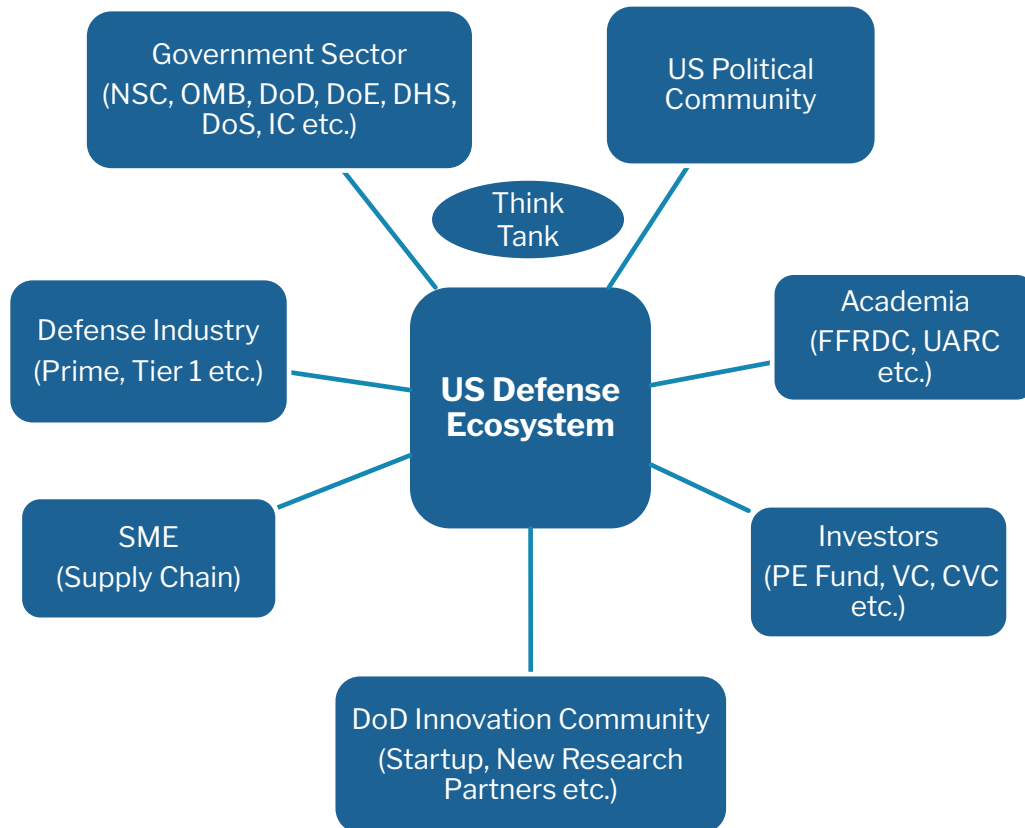 Government Sector
(NSC, OMB, DoD, DoE, DHS,
DoS, IC etc.)
US Political
Community
Think
Tank
Defense Industry
(Prime, Tier 1 etc.)
US Defense
Ecosystem
Academia
(FFRDC, UARC
etc.)
SME
(Supply Chain)
Investors
(PE Fund, VC, CVC
etc.)
DoD Innovation Community
(Startup, New Research
Partners etc.)